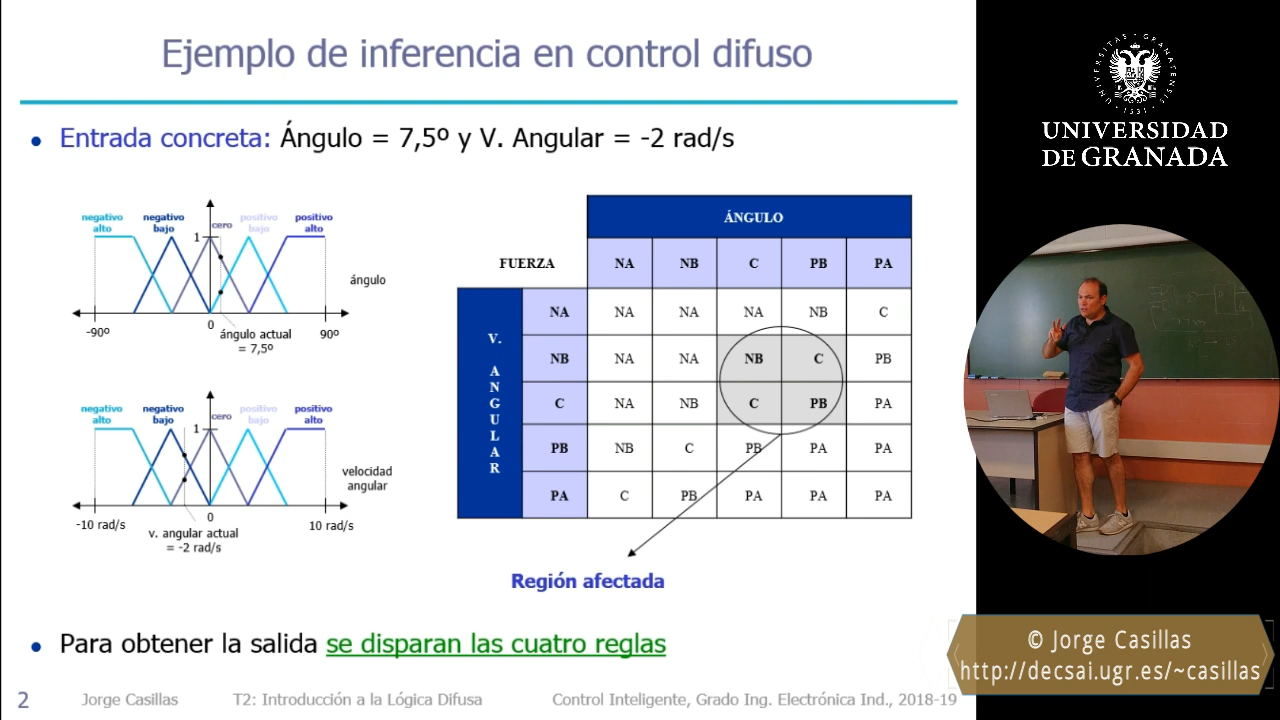 Ejemplo de inferencia en control difuso
• Entrada concreta: Ángulo = 7,5º y V. Angular = -2 rad/s
negativo alto
negativo bajo
cero
positivo bajo
positivo alto
1
ángulo
-90º
0
ángulo actual
= 7,5º
90º
negativo alto
negativo bajo
cero
positivo bajo
positivo alto
1
velocidad
angular
-10 rad/s
0
10 rad/s
v. angular actual
= -2 rad/s
ÁNGULO
FUERZA NA NB C PB PA
V. ANGULAR
NA NA NA NA NB C
NB NA NA NB C PB
C NA NB C PB PA
PB NB C PB PA PA
PA C PB PA PA PA
Región afectada
• Para obtener la salida se disparan las cuatro reglas
2 Jorge Casillas T2: Introducción a la Lógica Difusa Control Inteligente, Grado Ing. Electrónica Ind., 2018-19
UNIVERSITAS GRANATENSIS 1531
UNIVERSIDAD
DE GRANADA
© Jorge Casillas
http://decsai.ugr.es/~casillas